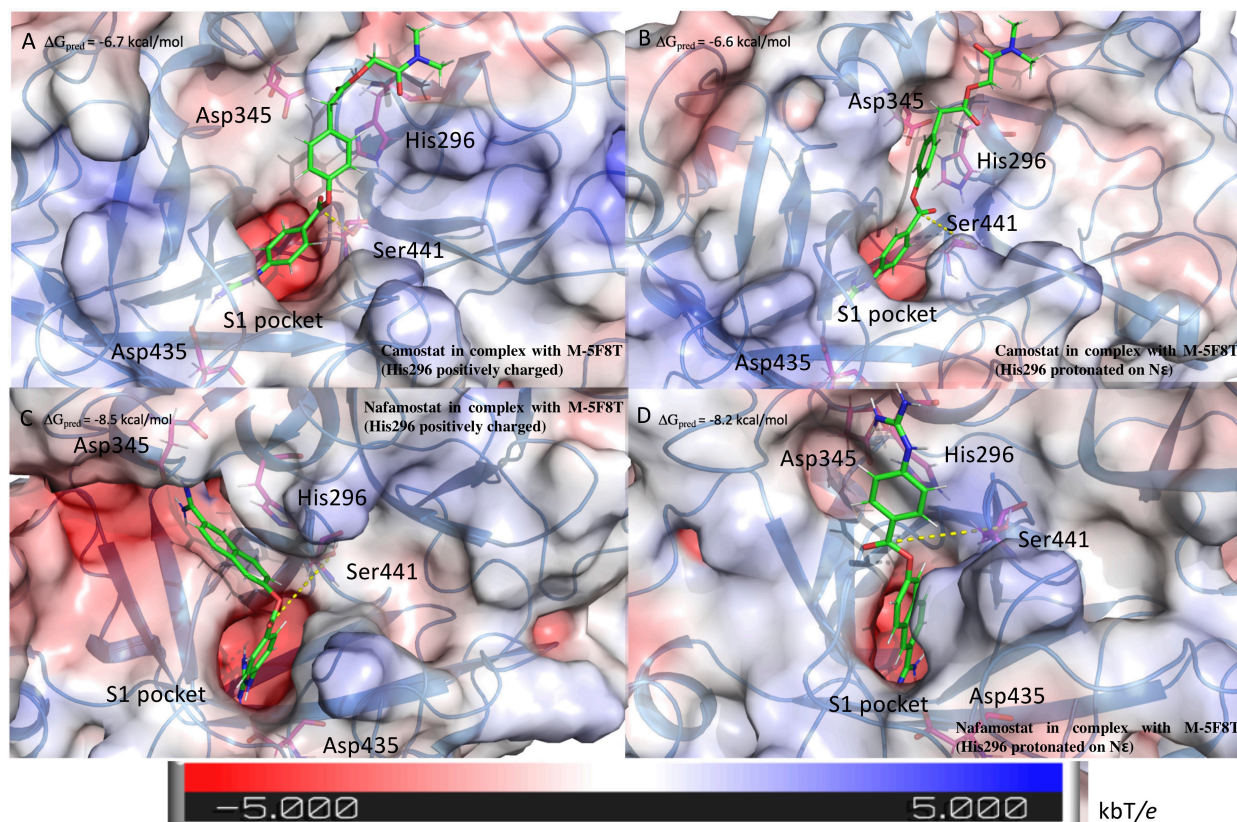 A ΔGpred = -6.7 kcal/mol
Asp345
His296
Ser441
S1 pocket
Asp435
Camostat in complex with M-5F8T
(His296 positively charged)
B ΔGpred = -6.6 kcal/mol
Asp345
His296
Ser441
S1 pocket
Asp435
Camostat in complex with M-5F8T
(His296 protonated on Nε)
C ΔGpred = -8.5 kcal/mol
Nafamostat in complex with M-5F8T
(His296 positively charged)
Asp345
His296
Ser441
S1 pocket
Asp435
D ΔGpred = -8.2 kcal/mol
Asp345
His296
Ser441
S1 pocket
Asp435
Nafamostat in complex with M-5F8T
(His296 protonated on Nε)
-5.000 5.000
kbT/e